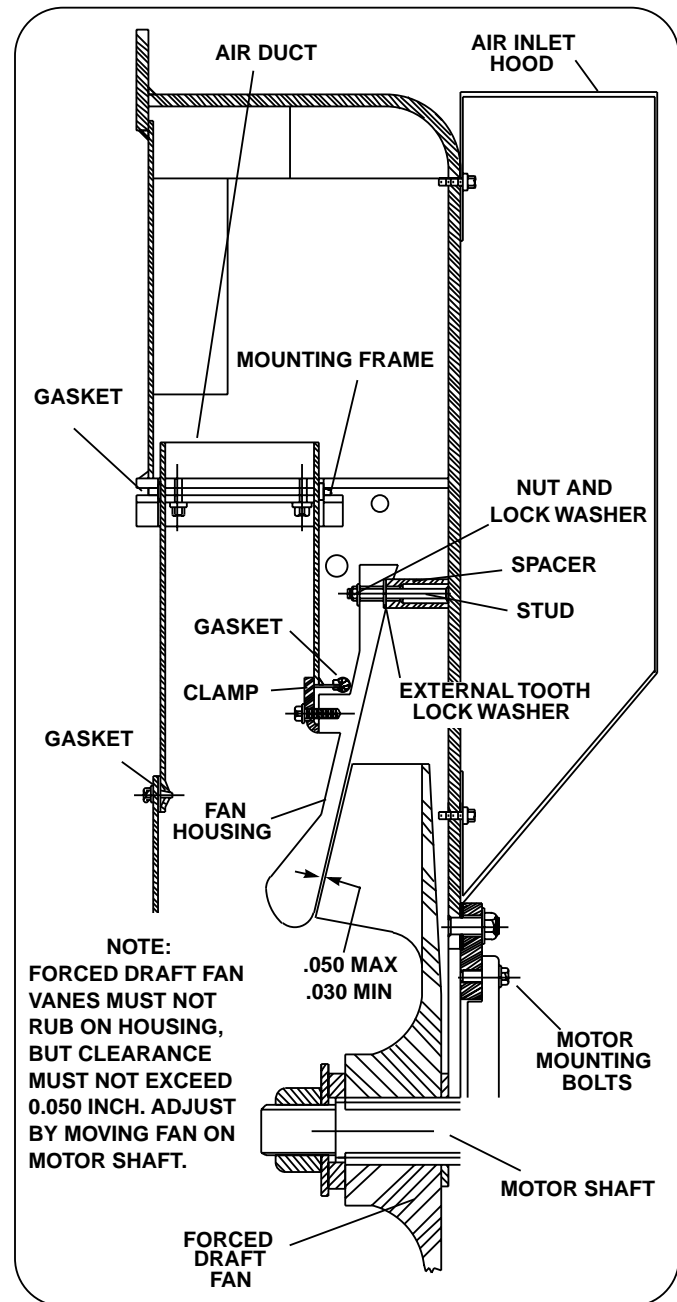 AIR DUCT
AIR INLET
HOOD
MOUNTING FRAME
GASKET
NUT AND
LOCK WASHER
SPACER
STUD
GASKET
CLAMP
EXTERNAL TOOTH
LOCK WASHER
GASKET
FAN
HOUSING
.050 MAX
.030 MIN
NOTE:
FORCED DRAFT FAN
VANES MUST NOT
RUB ON HOUSING,
BUT CLEARANCE
MUST NOT EXCEED
0.050 INCH. ADJUST
BY MOVING FAN ON
MOTOR SHAFT.
MOTOR
MOUNTING
BOLTS
MOTOR SHAFT
FORCED
DRAFT
FAN